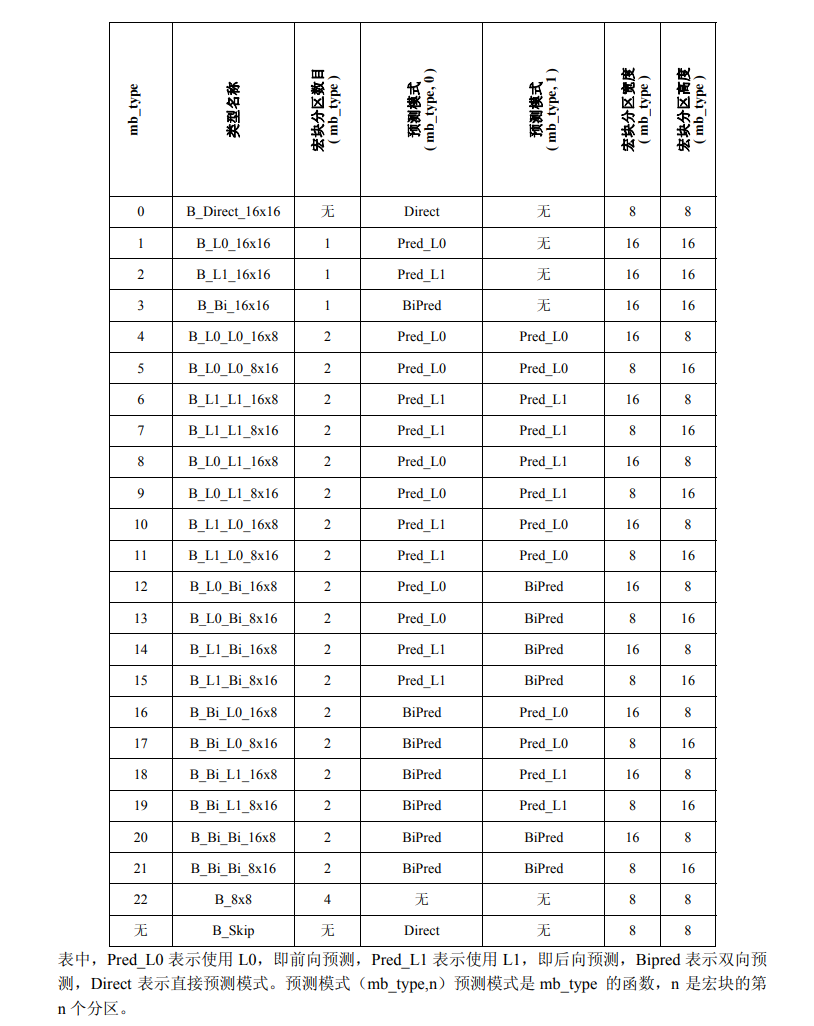 mb_type 类型名称 宏块分区数目 ( mb_type ) 预测模式 ( mb_type, 0 ) 预测模式 ( mb_type, 1 ) 宏块分区宽度 ( mb_type ) 宏块分区高度 ( mb_type )
0 B_Direct_16x16 无 Direct 无 8 8
1 B_L0_16x16 1 Pred_L0 无 16 16
2 B_L1_16x16 1 Pred_L1 无 16 16
3 B_Bi_16x16 1 BiPred 无 16 16
4 B_L0_L0_16x8 2 Pred_L0 Pred_L0 16 8
5 B_L0_L0_8x16 2 Pred_L0 Pred_L0 8 16
6 B_L1_L1_16x8 2 Pred_L1 Pred_L1 16 8
7 B_L1_L1_8x16 2 Pred_L1 Pred_L1 8 16
8 B_L0_L1_16x8 2 Pred_L0 Pred_L1 16 8
9 B_L0_L1_8x16 2 Pred_L0 Pred_L1 8 16
10 B_L1_L0_16x8 2 Pred_L1 Pred_L0 16 8
11 B_L1_L0_8x16 2 Pred_L1 Pred_L0 8 16
12 B_L0_Bi_16x8 2 Pred_L0 BiPred 16 8
13 B_L0_Bi_8x16 2 Pred_L0 BiPred 8 16
14 B_L1_Bi_16x8 2 Pred_L1 BiPred 16 8
15 B_L1_Bi_8x16 2 Pred_L1 BiPred 8 16
16 B_Bi_L0_16x8 2 BiPred Pred_L0 16 8
17 B_Bi_L0_8x16 2 BiPred Pred_L0 8 16
18 B_Bi_L1_16x8 2 BiPred Pred_L1 16 8
19 B_Bi_L1_8x16 2 BiPred Pred_L1 8 16
20 B_Bi_Bi_16x8 2 BiPred BiPred 16 8
21 B_Bi_Bi_8x16 2 BiPred BiPred 8 16
22 B_8x8 4 无 无 8 8
无 B_Skip 无 Direct 无 8 8
表中，Pred_L0 表示使用 L0，即前向预测，Pred_L1 表示使用 L1，即后向预测，Bipred 表示双向预
测，Direct 表示直接预测模式。预测模式（mb_type,n）预测模式是 mb_type 的函数，n 是宏块的第
n 个分区。